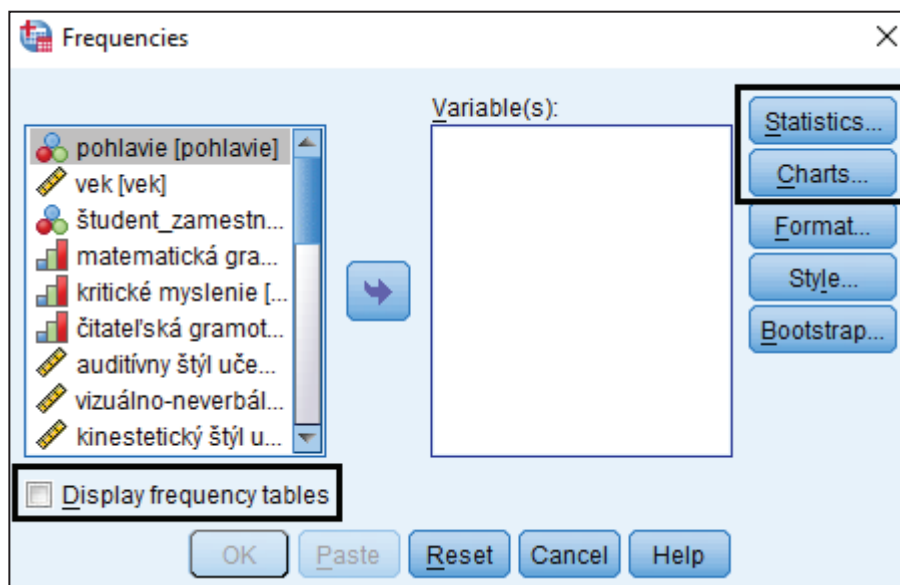 Frequencies
Variable(s):
pohlavie [pohlavie]
vek [vek]
študent_zamestn...
matematická gra...
kritické myslenie [...
čitateľská gramot...
auditívny štýl uče...
vizuálno-neverbál...
kinestetický štýl u...
Statistics...
Charts...
Format...
Style...
Bootstrap...
Display frequency tables
OK Paste Reset Cancel Help